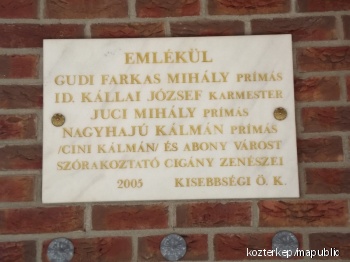 EMLÉKÜL
GUDI FARKAS MIHÁLY PRÍMÁS
ID. KÁLLAI JÓZSEF KARMESTER
JUCI MIHÁLY PRÍMÁS
NAGYHAJÚ KÁLMÁN PRÍMÁS
/CINI KÁLMÁN/ ÉS ABONY VÁROST
SZÓRAKOZTATÓ CIGÁNY ZENÉSZEI
2005 KISEBBSÉGI Ö. K.
kozterkep/mapublic